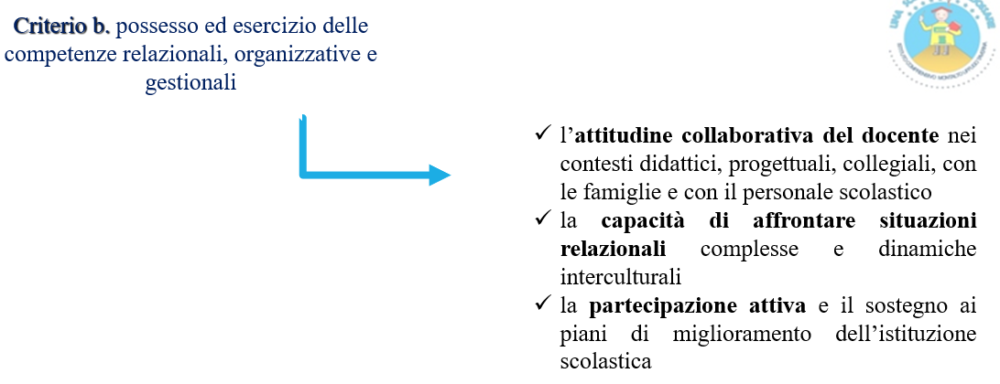 Criterio b. possesso ed esercizio delle
competenze relazionali, organizzative e
gestionali
✓ l’attitudine collaborativa del docente nei
contesti didattici, progettuali, collegiali, con
le famiglie e con il personale scolastico
✓ la capacità di affrontare situazioni
relazionali complesse e dinamiche
interculturali
✓ la partecipazione attiva e il sostegno ai
piani di miglioramento dell’istituzione
scolastica